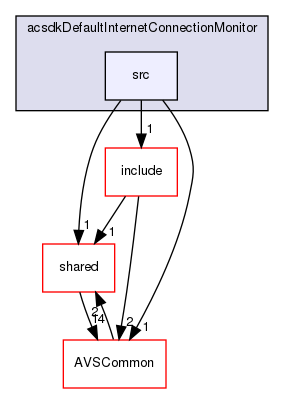 acsdkDefaultInternetConnectionMonitor
src
1
include
1
1
shared
2
14
2
1
AVSCommon